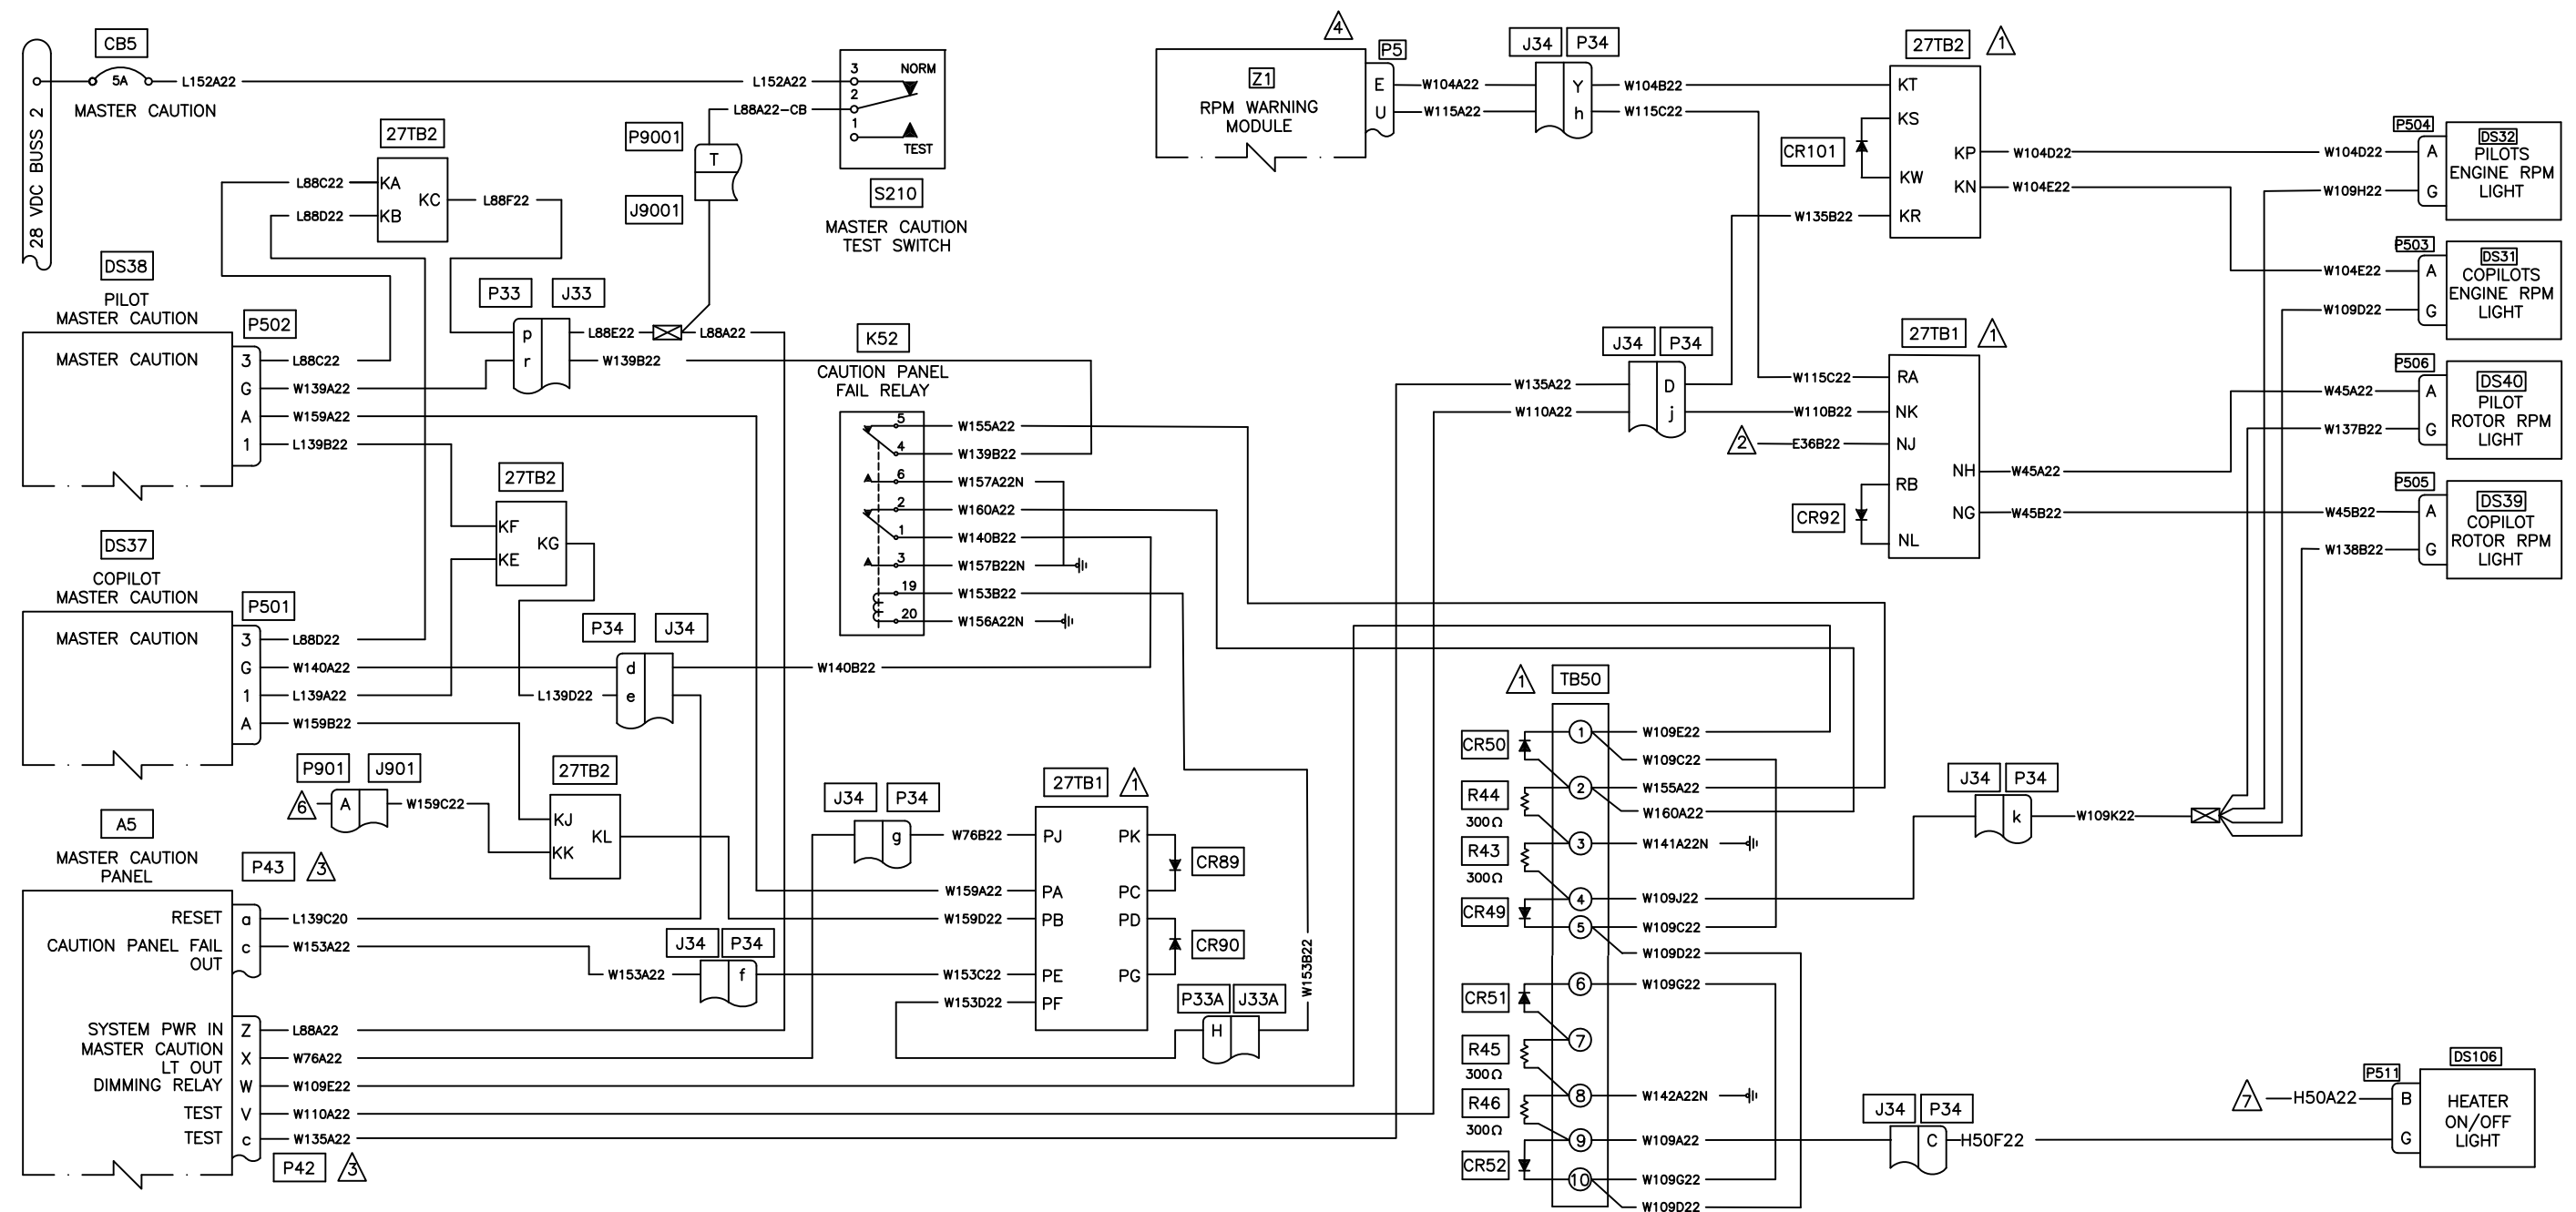 28 VDC BUSS 2
CB5
5A
MASTER CAUTION
L152A22
L152A22
L88A22-CB
3
2
1
NORM
TEST
S210
MASTER CAUTION
TEST SWITCH
P9001
T
J9001
27TB2
L88C22
L88D22
KA
KB
KC
L88F22
DS38
PILOT
MASTER CAUTION
P502
MASTER CAUTION
3
L88C22
G
W139A22
A
W159A22
1
L139B22
P33
J33
p
r
L88E22
L88A22
W139B22
27TB2
KF
KE
KG
DS37
COPILOT
MASTER CAUTION
P501
MASTER CAUTION
3
L88D22
G
W140A22
1
L139A22
A
W159B22
P34
J34
d
e
L139D22
W140B22
P901
J901
6
A
W159C22
27TB2
KJ
KK
KL
A5
MASTER CAUTION
PANEL
P43
3
RESET
a
L139C20
CAUTION PANEL FAIL
OUT
c
W153A22
SYSTEM PWR IN
Z
L88A22
MASTER CAUTION
LT OUT
X
W76A22
DIMMING RELAY
W
W109E22
TEST
V
W110A22
TEST
c
W135A22
P42
3
J34
P34
W153A22
f
W153C22
J34
P34
g
W76B22
W159A22
W159D22
W153D22
27TB1
1
PJ
PA
PB
PE
PF
PK
PC
PD
PG
CR89
CR90
P33A
J33A
H
W153B22
K52
CAUTION PANEL
FAIL RELAY
5
W155A22
4
W139B22
6
W157A22N
2
W160A22
1
W140B22
3
W157B22N
19
W153B22
20
W156A22N
4
Z1
RPM WARNING
MODULE
P5
E
U
W104A22
W115A22
J34
P34
Y
h
W104B22
W115C22
27TB2
1
KT
KS
KW
KR
KP
KN
CR101
W135B22
W104D22
W104E22
W104D22
W109H22
P504
A
G
DS32
PILOTS
ENGINE RPM
LIGHT
W104E22
W109D22
P503
A
G
DS31
COPILOTS
ENGINE RPM
LIGHT
J34
P34
D
j
W135A22
W110A22
27TB1
1
W115C22
W110B22
2
E36B22
RA
NK
NJ
RB
NL
NH
NG
CR92
W45A22
W45B22
W45A22
W137B22
P506
A
G
DS40
PILOT
ROTOR RPM
LIGHT
W45B22
W138B22
P505
A
G
DS39
COPILOT
ROTOR RPM
LIGHT
1
TB50
CR50
R44
300Ω
R43
300Ω
CR49
CR51
R45
300Ω
R46
300Ω
CR52
1
2
3
4
5
6
7
8
9
10
W109E22
W109C22
W155A22
W160A22
W141A22N
W109J22
W109C22
W109D22
W109G22
W142A22N
W109A22
W109G22
W109D22
J34
P34
k
W109K22
J34
P34
C
H50F22
7
H50A22
P511
B
G
DS106
HEATER
ON/OFF
LIGHT